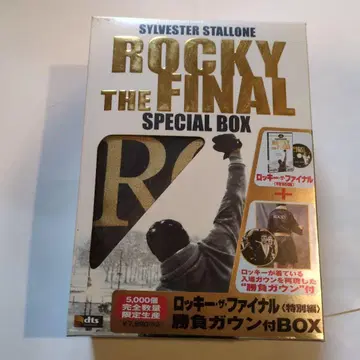 SYLVESTER STALLONE
ROCKY
THE FINAL
SPECIAL BOX
ロッキー・ザ・ファイナル
(特別編)
+
ロッキーが着ている
入場ガウンを再現した
"勝負ガウン"付
5,000個
完全数量
限定生産
dts
ロッキー・ザ・ファイナル〈特別編〉
勝負ガウン付BOX